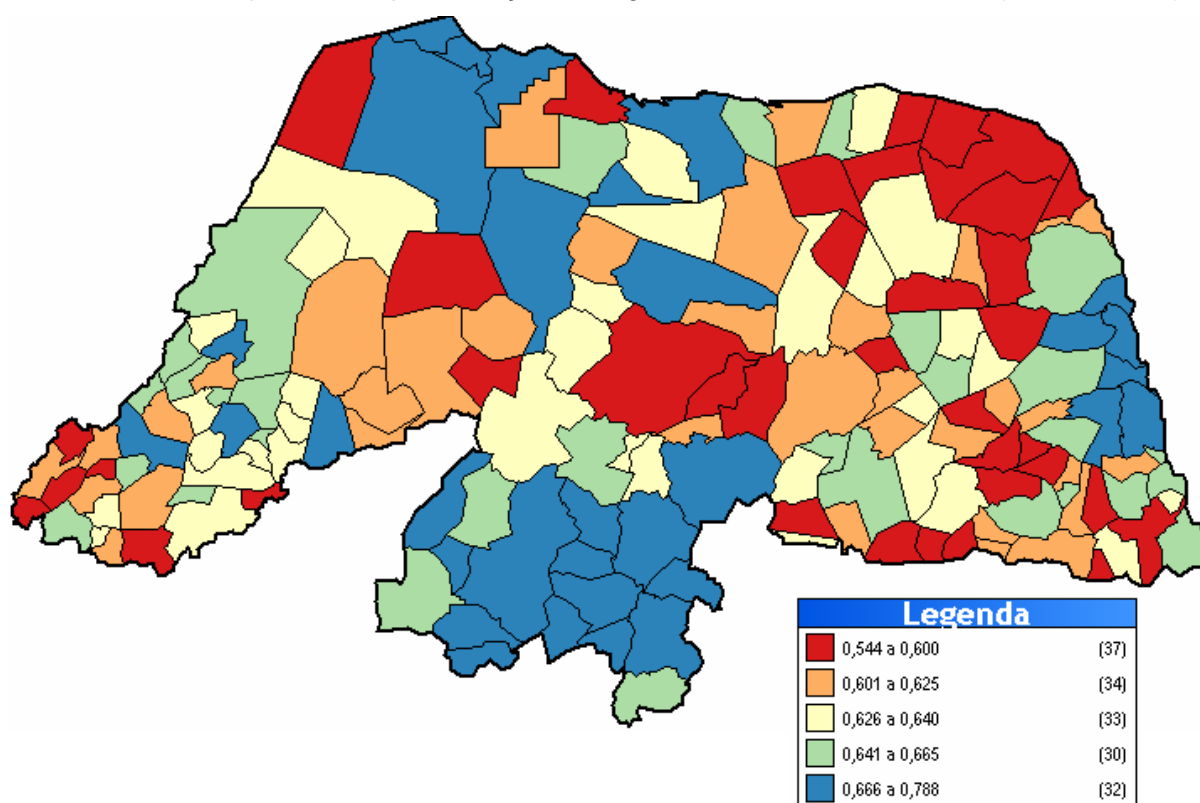 Legenda
0,544 a 0,600 (37)
0,601 a 0,625 (34)
0,626 a 0,640 (33)
0,641 a 0,665 (30)
0,666 a 0,788 (32)